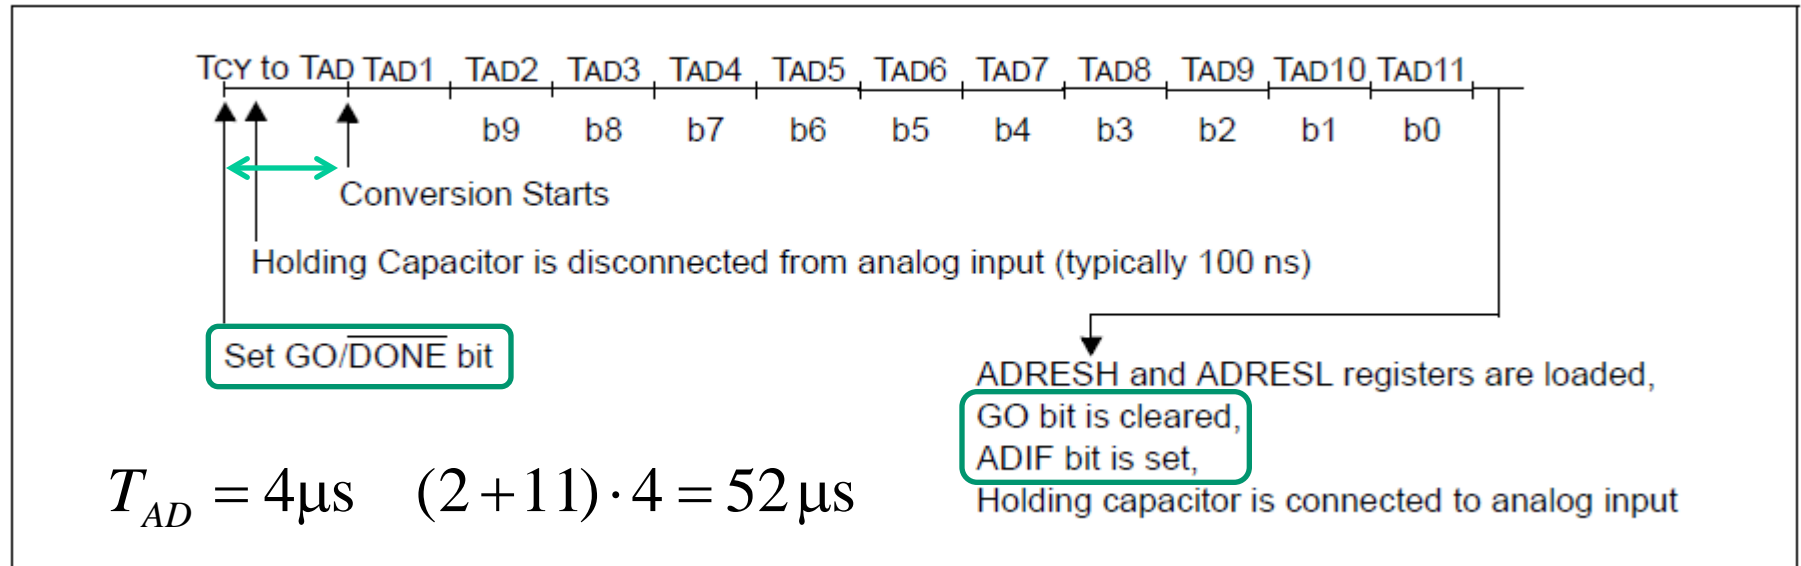 TCY to TAD TAD1 TAD2 TAD3 TAD4 TAD5 TAD6 TAD7 TAD8 TAD9 TAD10 TAD11
b9 b8 b7 b6 b5 b4 b3 b2 b1 b0
Conversion Starts
Holding Capacitor is disconnected from analog input (typically 100 ns)
Set GO/D̅O̅N̅E̅ bit
ADRESH and ADRESL registers are loaded,
GO bit is cleared,
ADIF bit is set,
Holding capacitor is connected to analog input
T_AD = 4µs (2+11)·4 = 52µs